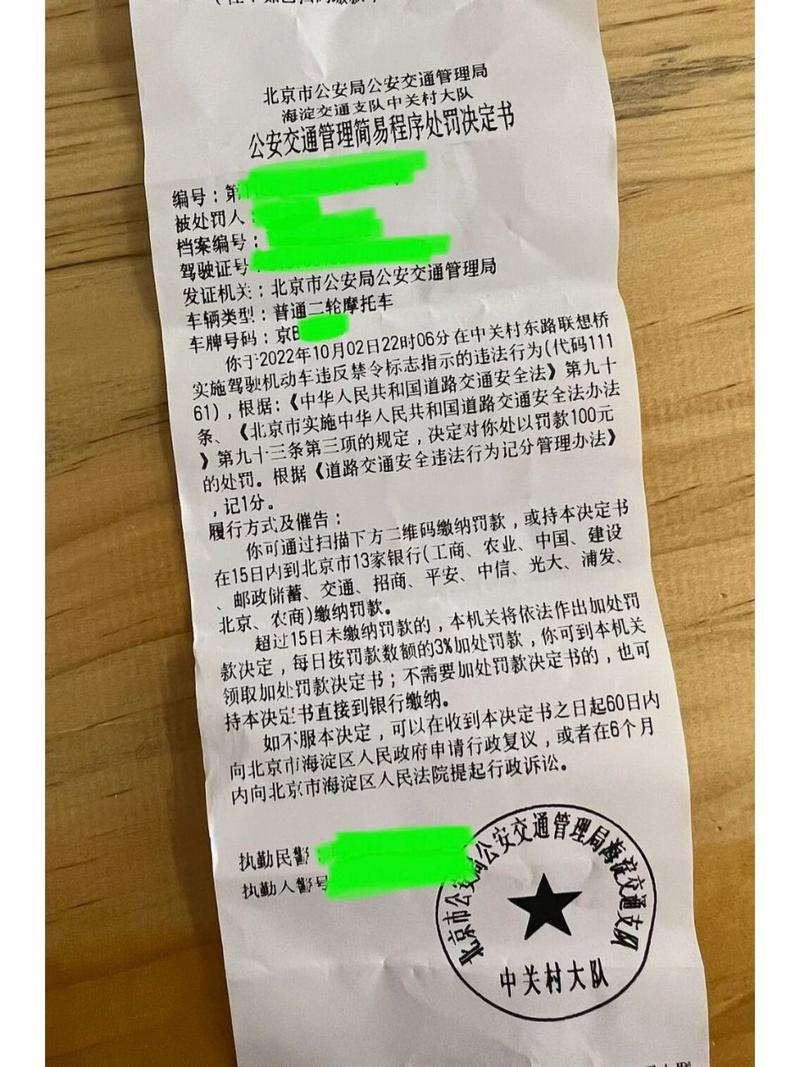 北京市公安局公安交通管理局
海淀交通支队中关村大队
公安交通管理简易程序处罚决定书
编号：第
被处罚人：
档案编号：
驾驶证号：
发证机关：北京市公安局公安交通管理局
车辆类型：普通二轮摩托车
车牌号码：京B
你于2022年10月02日22时06分在中关村东路联想桥
实施驾驶机动车违反禁令标志指示的违法行为(代码111
61)，根据：《中华人民共和国道路交通安全法》第九十
条、《北京市实施中华人民共和国道路交通安全法办法
》第九十三条第三项的规定，决定对你处以罚款100元
的处罚。根据《道路交通安全违法行为记分管理办法》
，记1分。
履行方式及催告：
你可通过扫描下方二维码缴纳罚款，或持本决定书
在15日内到北京市13家银行(工商、农业、中国、建设
、邮政储蓄、交通、招商、平安、中信、光大、浦发、
北京、农商)缴纳罚款。
超过15日未缴纳罚款的，本机关将依法作出加处罚
款决定，每日按罚款数额的3%加处罚款，你可到本机关
领取加处罚款决定书；不需要加处罚款决定书的，也可
持本决定书直接到银行缴纳。
如不服本决定，可以在收到本决定书之日起60日内
向北京市海淀区人民政府申请行政复议，或者在6个月
内向北京市海淀区人民法院提起行政诉讼。
执勤民警
执勤人警号
北京市公安局公安交通管理局海淀交通支队
中关村大队